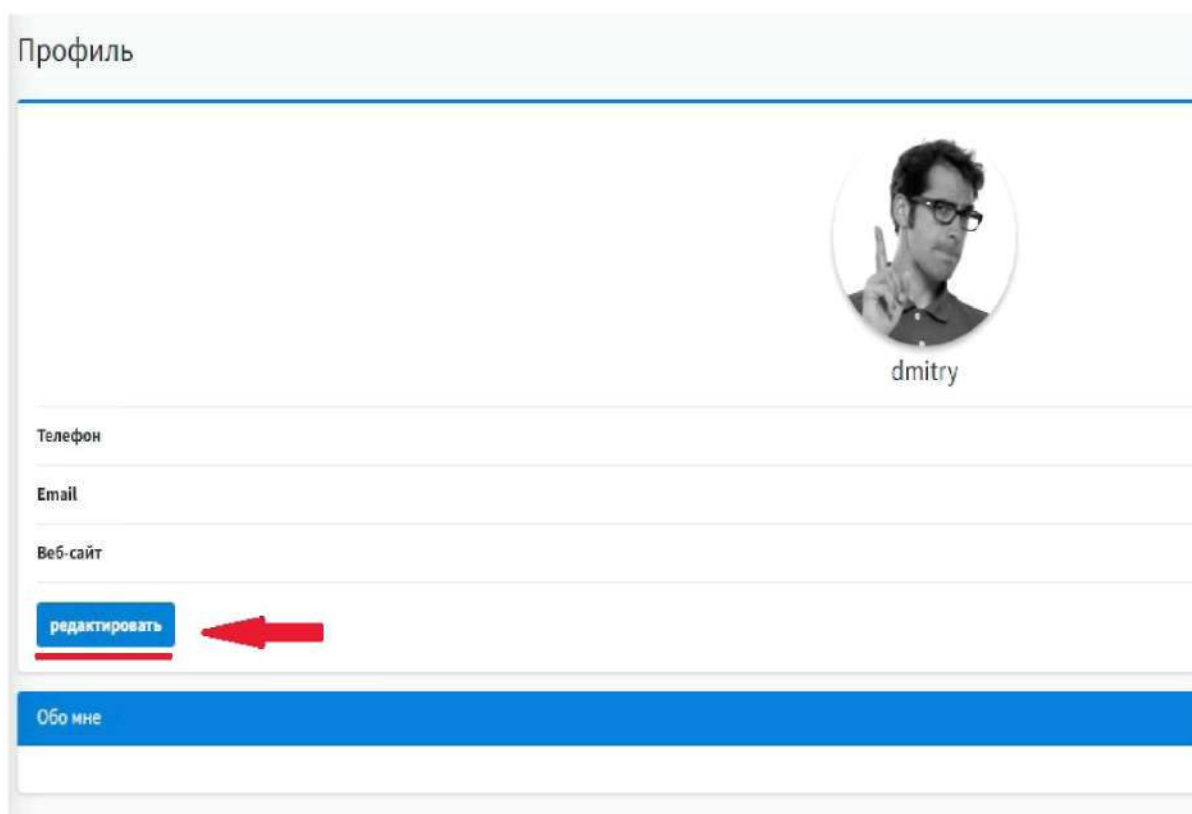 Профиль
dmitry
Телефон
Email
Веб-сайт
редактировать
Обо мне